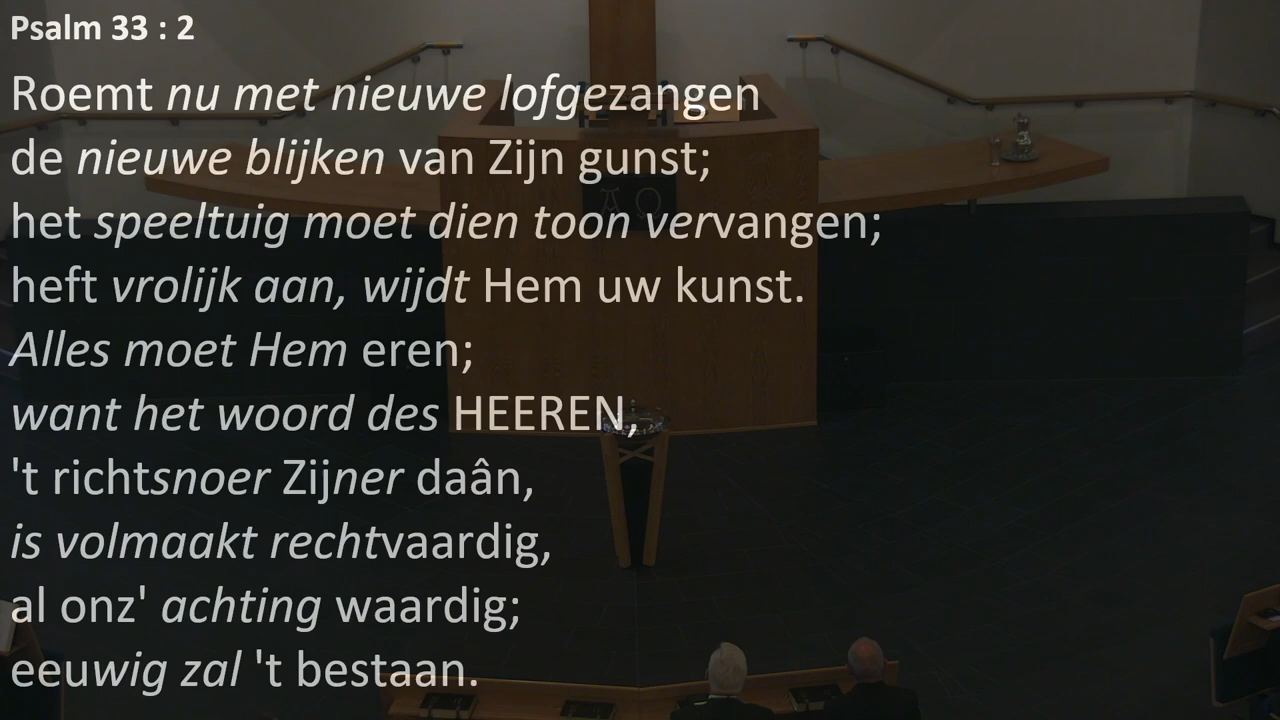 Psalm 33 : 2
Roemt nu met nieuwe lofgezangen
de nieuwe blijken van Zijn gunst;
het speeltuig moet dien toon vervangen;
heft vrolijk aan, wijdt Hem uw kunst.
Alles moet Hem eren;
want het woord des HEEREN,
't richtsnoer Zijner daân,
is volmaakt rechtvaardig,
al onz' achting waardig;
eeuwig zal 't bestaan.
Α Ω